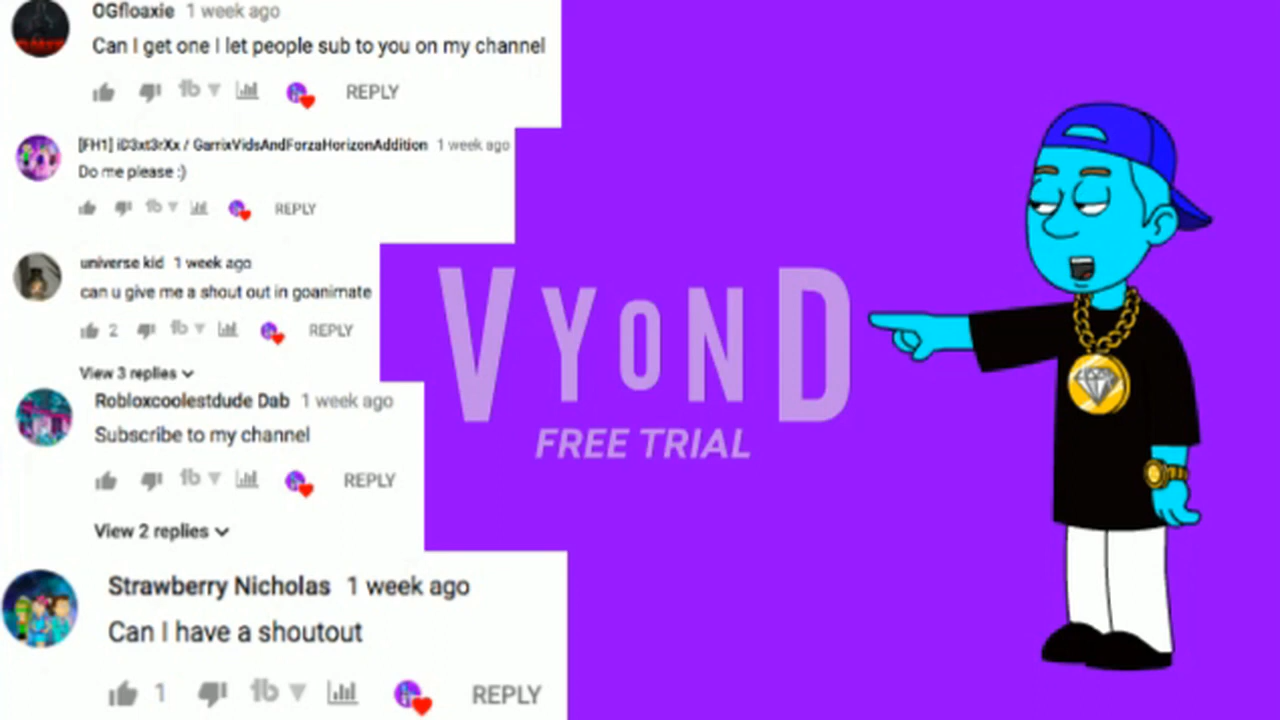 OGfloaxie 1 week ago
Can I get one I let people sub to you on my channel
REPLY
[FH1] iD3xt3rXx / GarrixVidsAndForzaHorizonAddition 1 week ago
Do me please :)
REPLY
universe kid 1 week ago
can u give me a shout out in goanimate
2 REPLY
View 3 replies
Robloxcoolestdude Dab 1 week ago
Subscribe to my channel
REPLY
View 2 replies
Strawberry Nicholas 1 week ago
Can I have a shoutout
1 REPLY
VYOND
FREE TRIAL